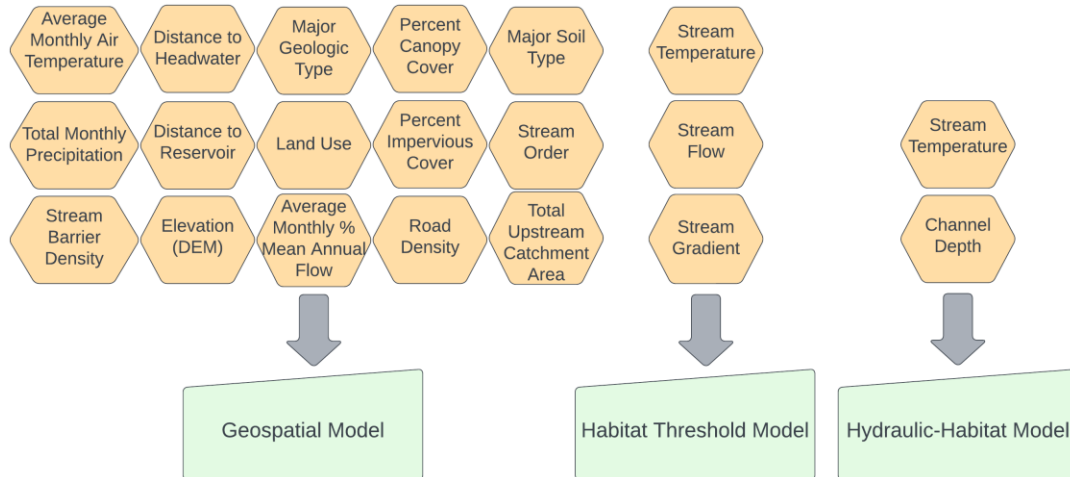 Average
Monthly Air
Temperature
Distance to
Headwater
Major
Geologic
Type
Percent
Canopy
Cover
Major Soil
Type
Stream
Temperature
Total Monthly
Precipitation
Distance to
Reservoir
Land Use
Percent
Impervious
Cover
Stream
Order
Stream
Flow
Stream
Temperature
Stream
Barrier
Density
Elevation
(DEM)
Average
Monthly %
Mean Annual
Flow
Road
Density
Total
Upstream
Catchment
Area
Stream
Gradient
Channel
Depth
Geospatial Model
Habitat Threshold Model
Hydraulic-Habitat Model